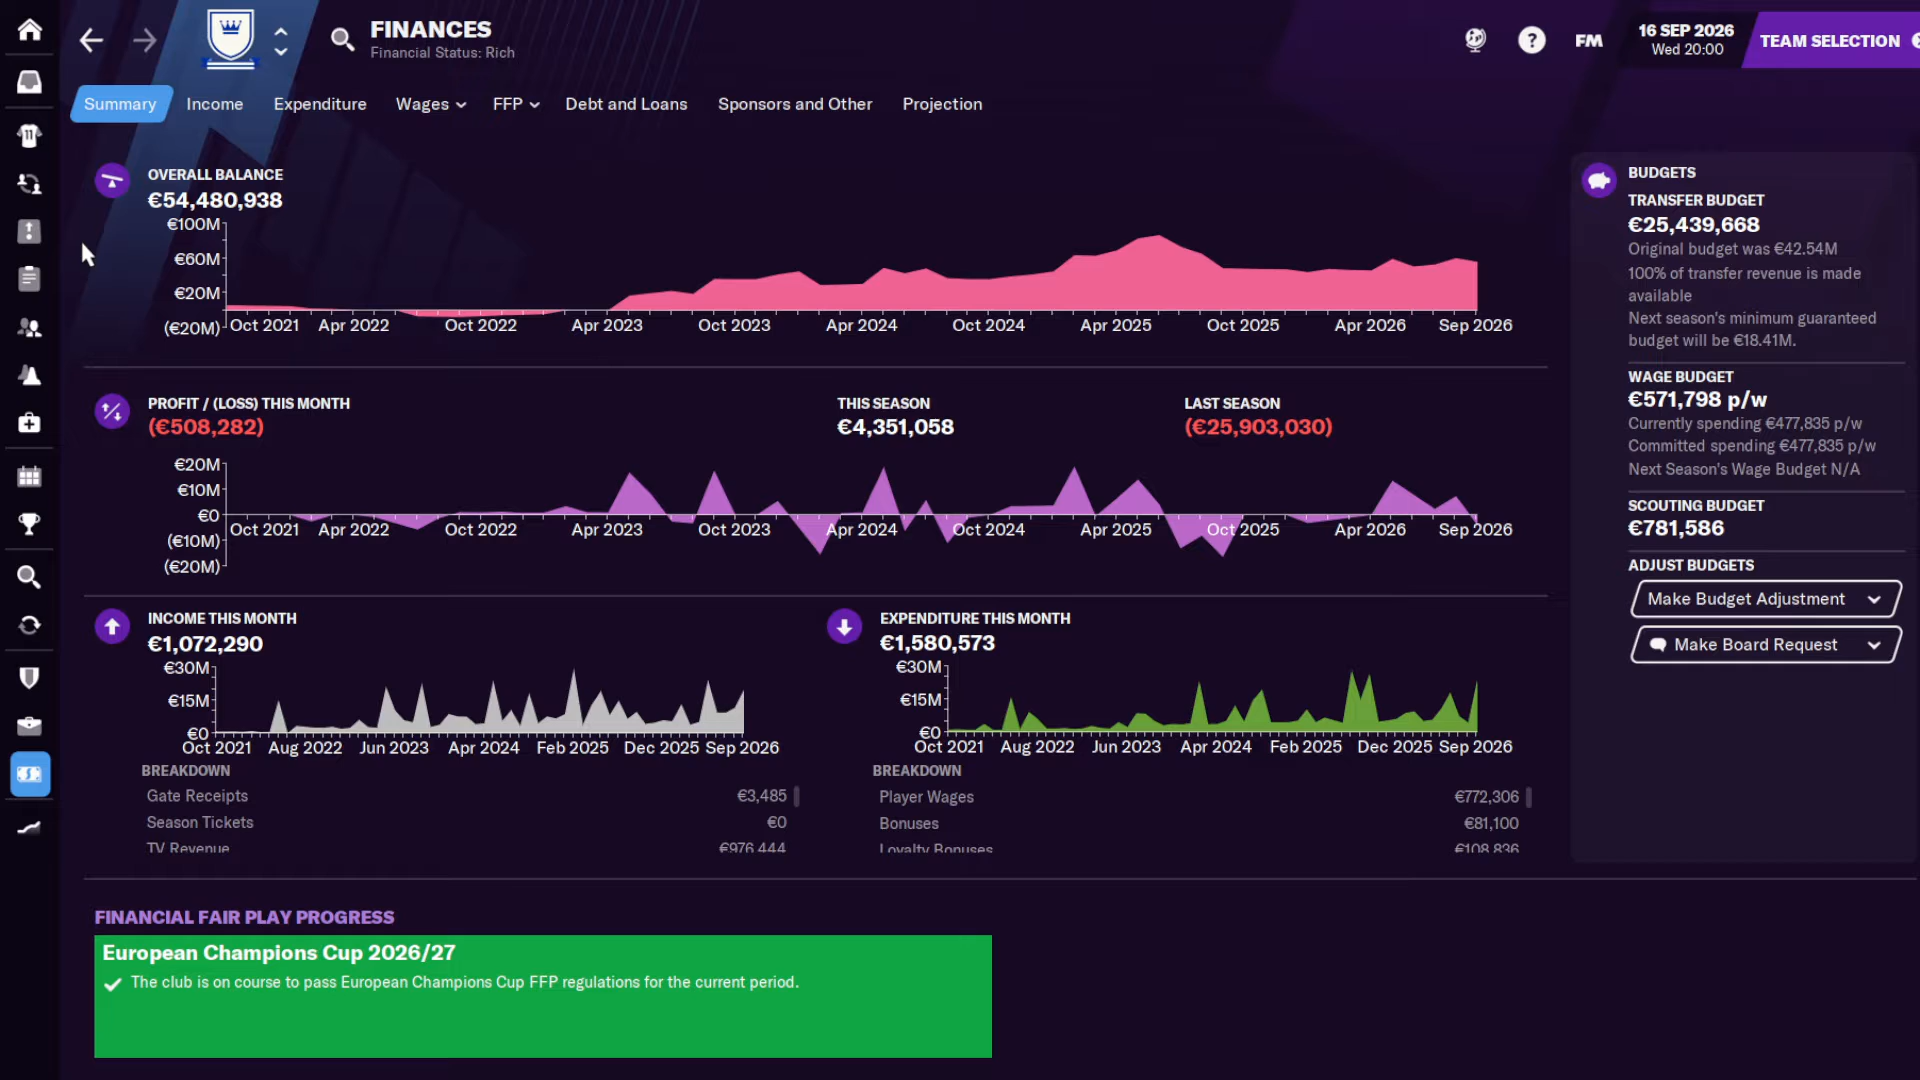 FINANCES
Financial Status: Rich
?
FM
16 SEP 2026
Wed 20:00
TEAM SELECTION
Summary
Income
Expenditure
Wages
FFP
Debt and Loans
Sponsors and Other
Projection
11
OVERALL BALANCE
€54,480,938
€100M
€60M
€20M
(€20M)
Oct 2021 Apr 2022 Oct 2022 Apr 2023 Oct 2023 Apr 2024 Oct 2024 Apr 2025 Oct 2025 Apr 2026 Sep 2026
PROFIT / (LOSS) THIS MONTH
(€508,282)
THIS SEASON
€4,351,058
LAST SEASON
(€25,903,030)
€20M
€10M
€0
(€10M)
(€20M)
Oct 2021 Apr 2022 Oct 2022 Apr 2023 Oct 2023 Apr 2024 Oct 2024 Apr 2025 Oct 2025 Apr 2026 Sep 2026
INCOME THIS MONTH
€1,072,290
€30M
€15M
€0
Oct 2021 Aug 2022 Jun 2023 Apr 2024 Feb 2025 Dec 2025 Sep 2026
BREAKDOWN
Gate Receipts €3,485
Season Tickets €0
TV Revenue €976,444
EXPENDITURE THIS MONTH
€1,580,573
€30M
€15M
€0
Oct 2021 Aug 2022 Jun 2023 Apr 2024 Feb 2025 Dec 2025 Sep 2026
BREAKDOWN
Player Wages €772,306
Bonuses €81,100
Loyalty Bonuses €108,836
BUDGETS
TRANSFER BUDGET
€25,439,668
Original budget was €42.54M
100% of transfer revenue is made
available
Next season's minimum guaranteed
budget will be €18.41M.
WAGE BUDGET
€571,798 p/w
Currently spending €477,835 p/w
Committed spending €477,835 p/w
Next Season's Wage Budget N/A
SCOUTING BUDGET
€781,586
ADJUST BUDGETS
Make Budget Adjustment
Make Board Request
FINANCIAL FAIR PLAY PROGRESS
European Champions Cup 2026/27
The club is on course to pass European Champions Cup FFP regulations for the current period.